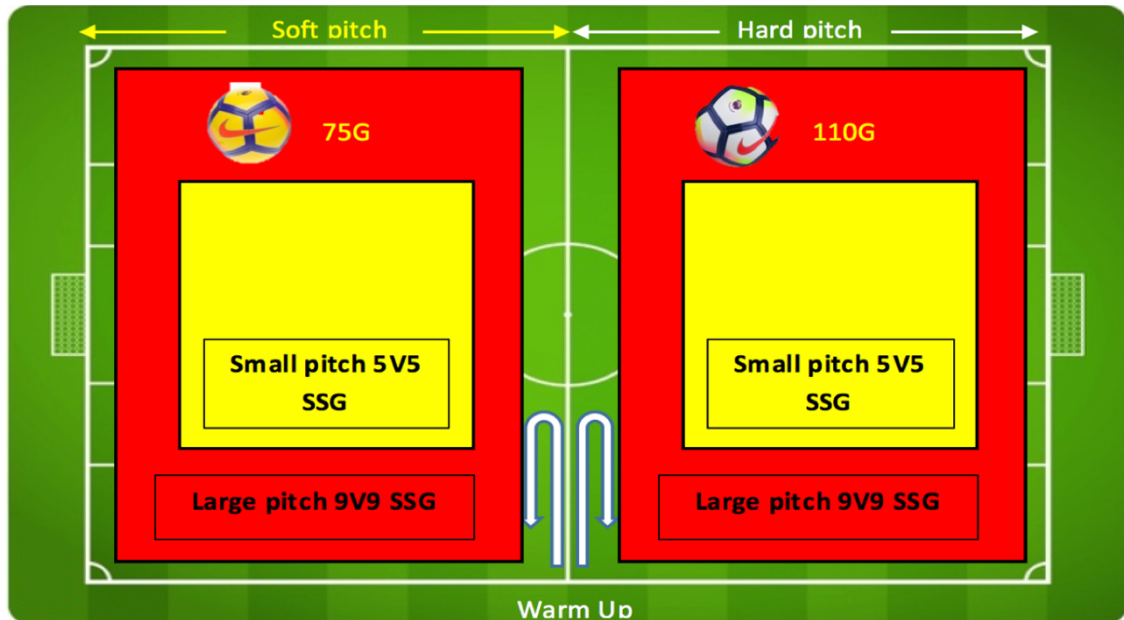 Soft pitch
Hard pitch
75G
110G
Small pitch 5V5
SSG
Small pitch 5V5
SSG
Large pitch 9V9 SSG
Large pitch 9V9 SSG
Warm Up